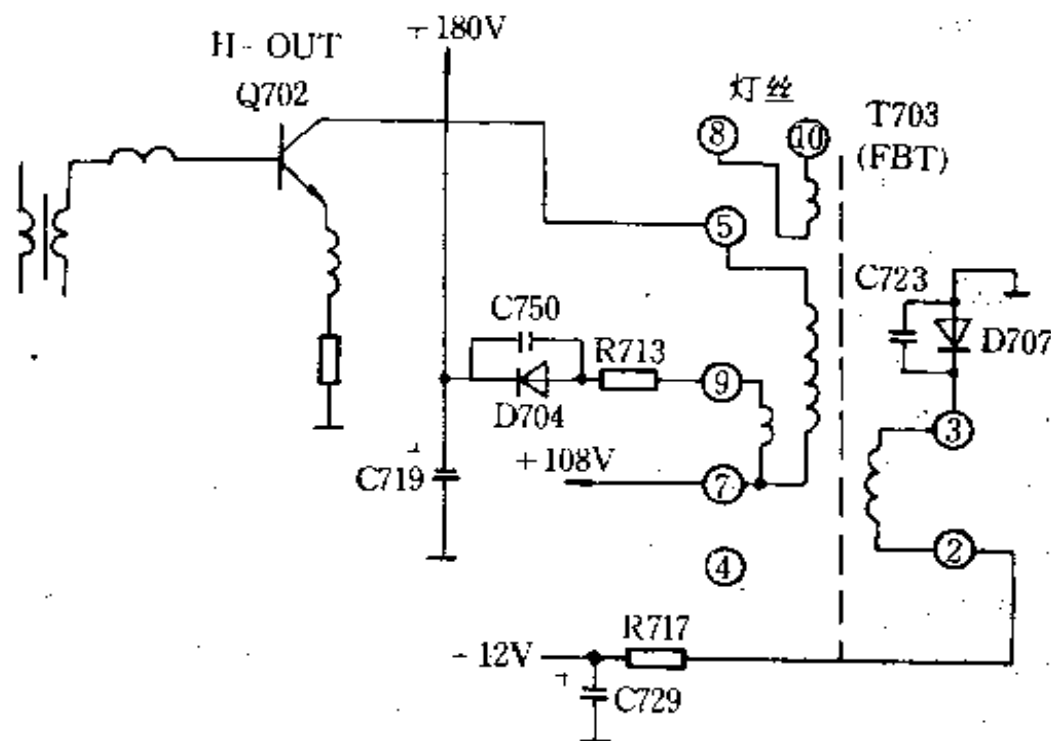 +180V
H-OUT
Q702
灯丝
⑧
⑩
T703
(FBT)
⑤
C723
D707
C750
R713
⑨
D704
③
+
C719
+108V
⑦
②
④
R717
-12V
+
C729